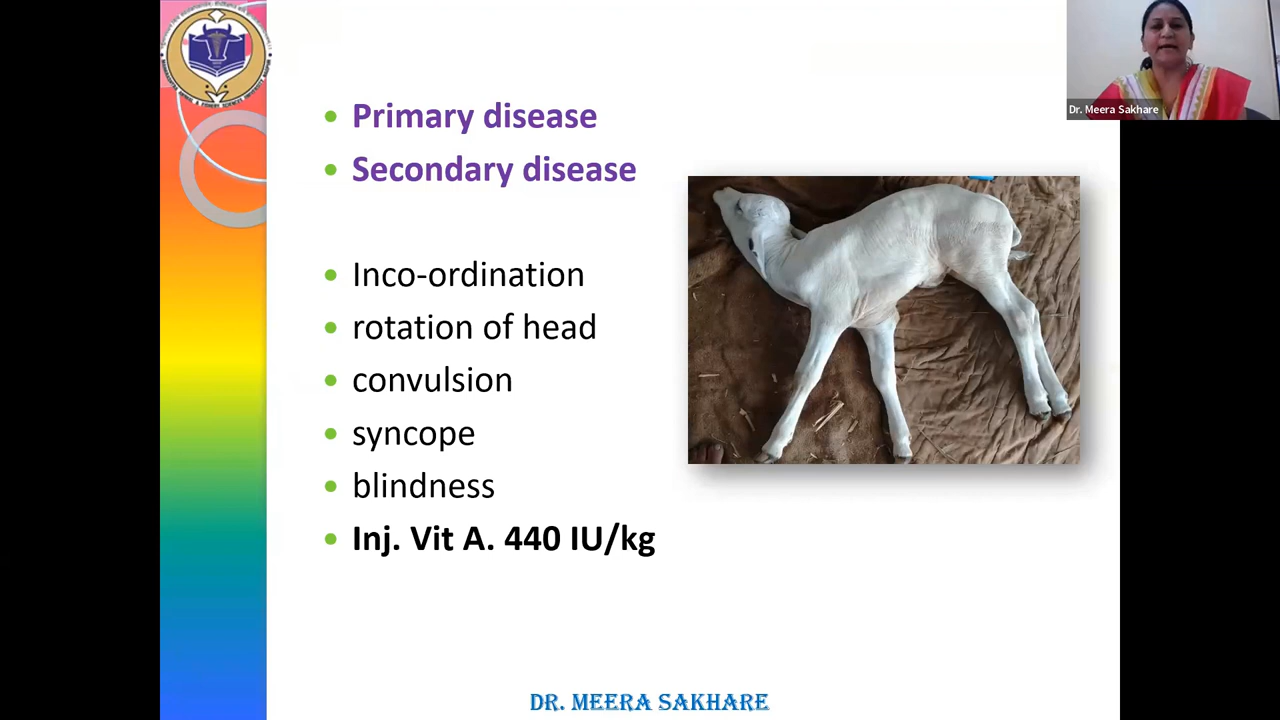 Primary disease
Secondary disease
Inco-ordination
rotation of head
convulsion
syncope
blindness
Inj. Vit A. 440 IU/kg
Dr. Meera Sakhare
DR. MEERA SAKHARE